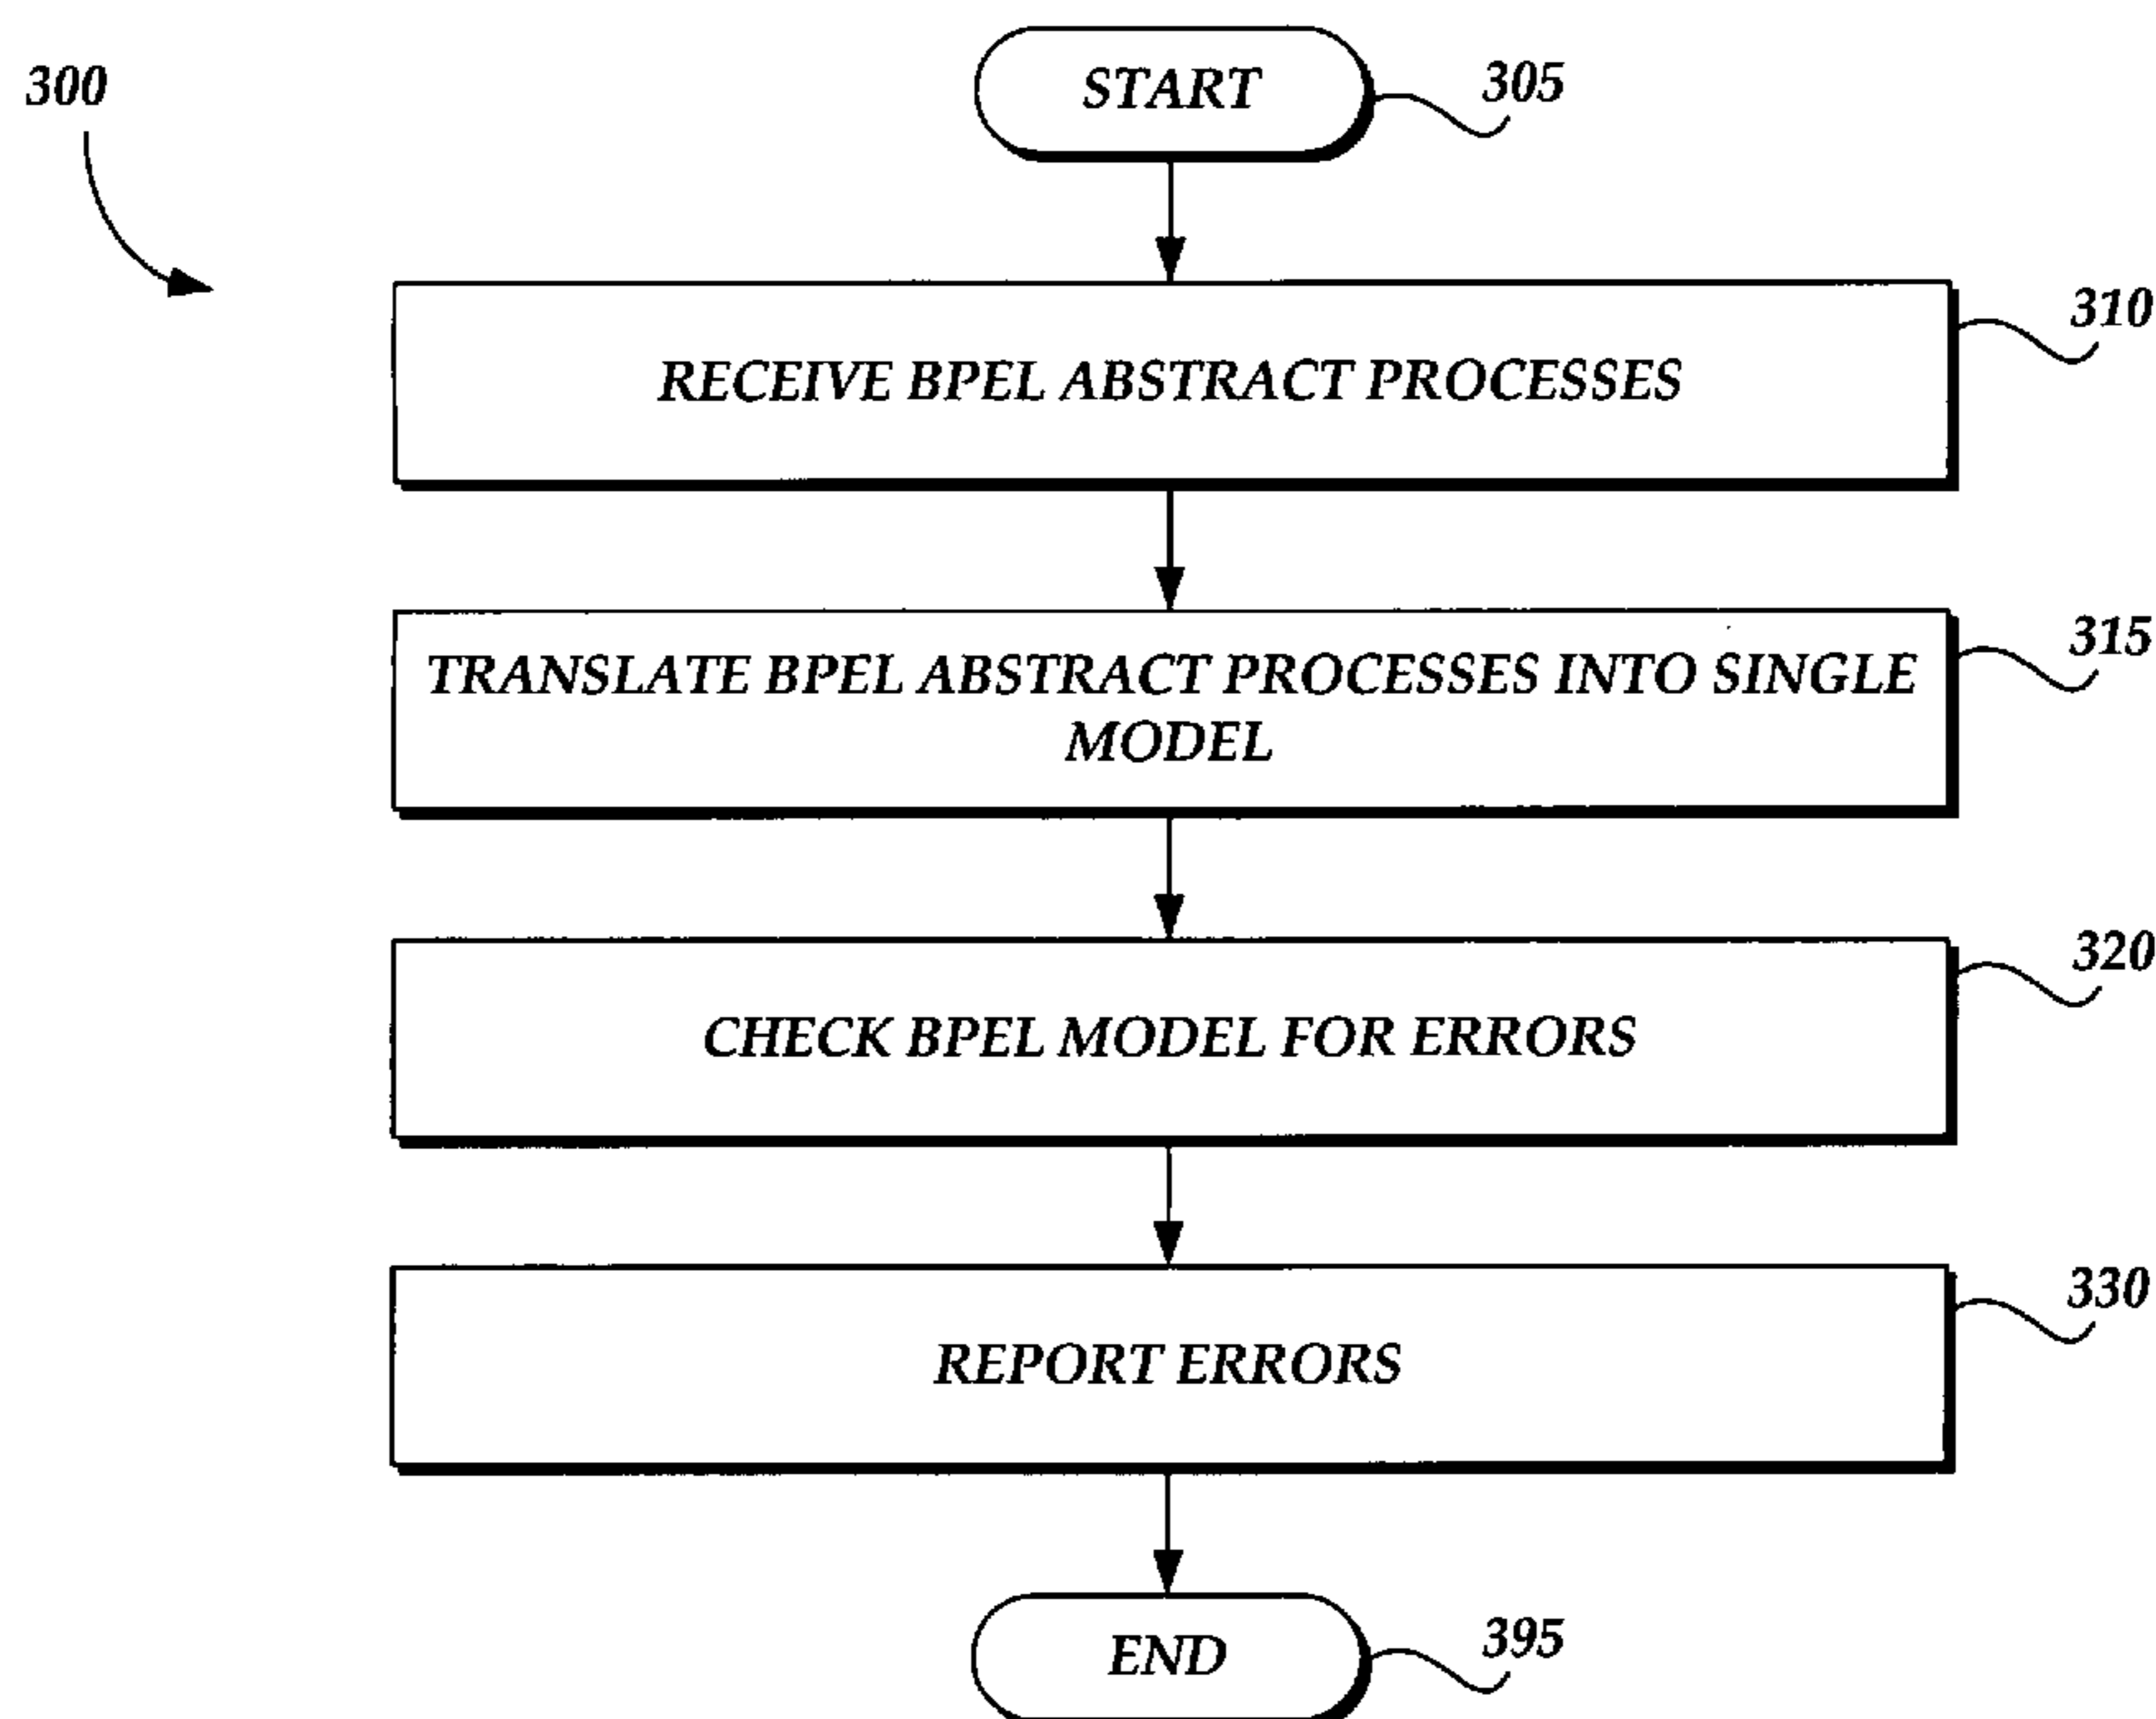 300
START
305
RECEIVE BPEL ABSTRACT PROCESSES
310
TRANSLATE BPEL ABSTRACT PROCESSES INTO SINGLE
MODEL
315
CHECK BPEL MODEL FOR ERRORS
320
REPORT ERRORS
330
END
395